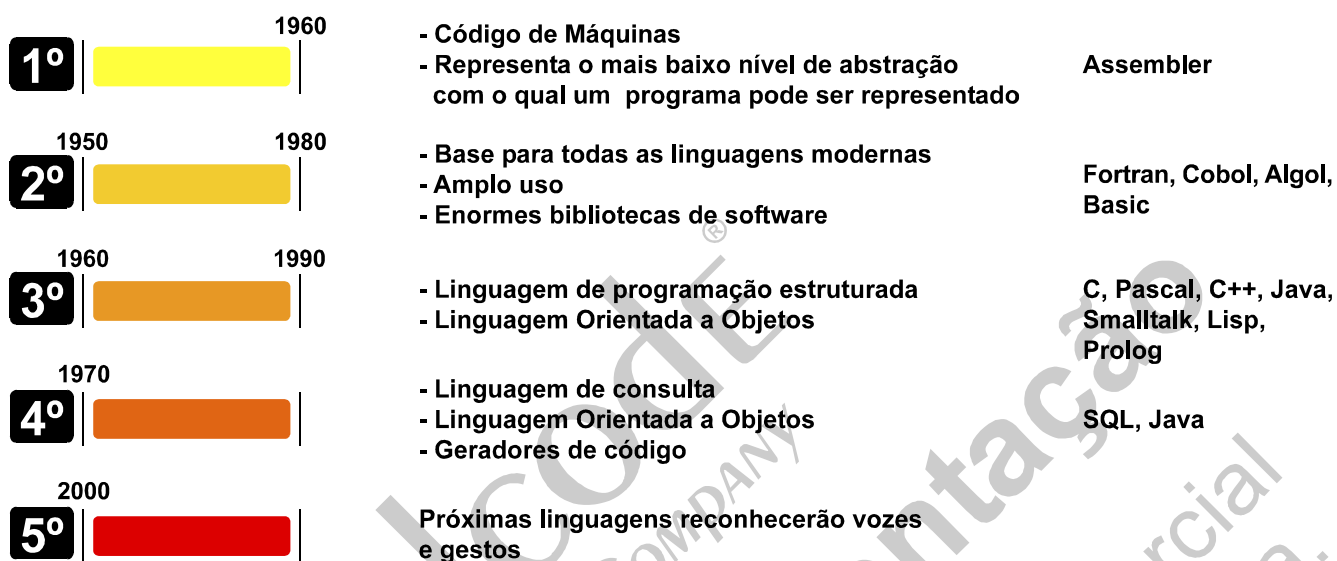 1960
1º
- Código de Máquinas
- Representa o mais baixo nível de abstração
com o qual um programa pode ser representado
Assembler
1950 1980
2º
- Base para todas as linguagens modernas
- Amplo uso
- Enormes bibliotecas de software
Fortran, Cobol, Algol,
Basic
1960 1990
3º
- Linguagem de programação estruturada
- Linguagem Orientada a Objetos
C, Pascal, C++, Java,
Smalltalk, Lisp,
Prolog
1970
4º
- Linguagem de consulta
- Linguagem Orientada a Objetos
- Geradores de código
SQL, Java
2000
5º
Próximas linguagens reconhecerão vozes
e gestos
®
COMPANY